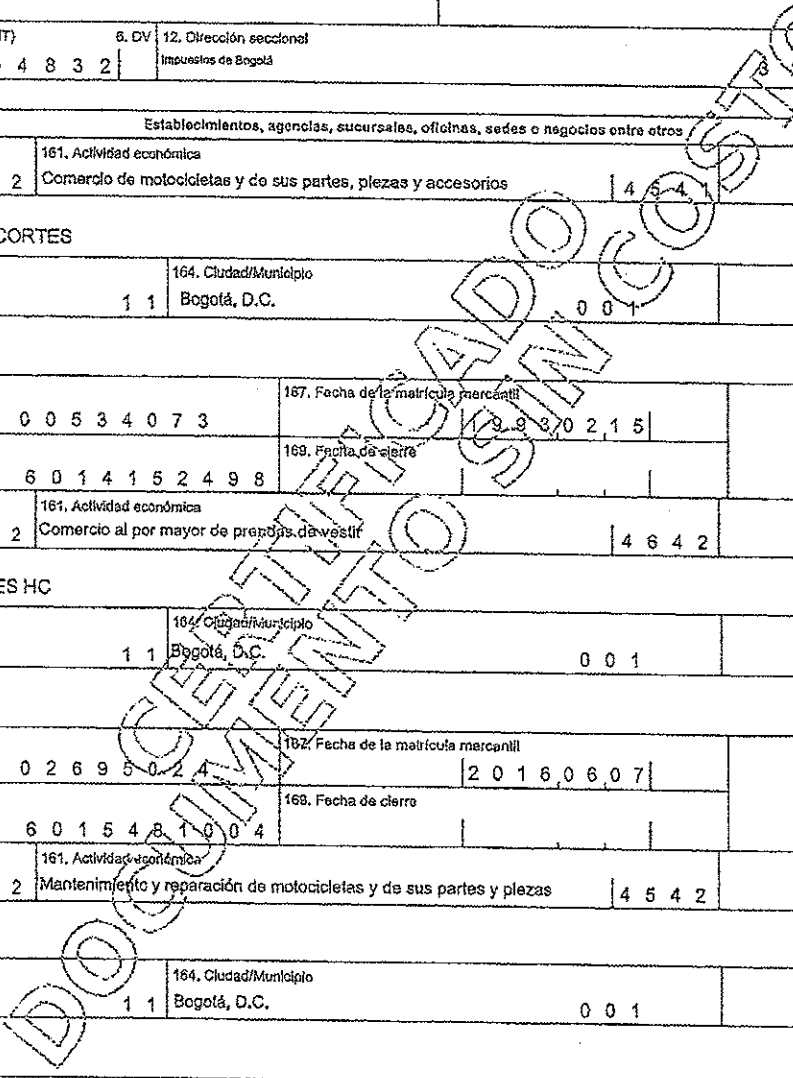 IT) 6. DV 12. Dirección seccional
4 8 3 2 Impuestos de Bogotá 3
Establecimientos, agencias, sucursales, oficinas, sedes o negocios entre otros
161. Actividad económica
2 Comercio de motocicletas y de sus partes, piezas y accesorios 4 5 4 1
CORTES
164. Ciudad/Municipio
1 1 Bogotá, D.C. 0 0 1
167. Fecha de la matrícula mercantil
0 0 5 3 4 0 7 3 1 9 9 3 0 2 1 5
169. Fecha de cierre
6 0 1 4 1 5 2 4 9 8
161. Actividad económica
2 Comercio al por mayor de prendas de vestir 4 6 4 2
ES HC
164. Ciudad/Municipio
1 1 Bogotá, D.C. 0 0 1
167. Fecha de la matrícula mercantil
0 2 6 9 5 0 2 4 2 0 1 6 0 6 0 7
169. Fecha de cierre
6 0 1 5 4 8 1 0 0 4
161. Actividad económica
2 Mantenimiento y reparación de motocicletas y de sus partes y piezas 4 5 4 2
164. Ciudad/Municipio
1 1 Bogotá, D.C. 0 0 1
CERTIFICADO
DOCUMENTO SIN COSTO